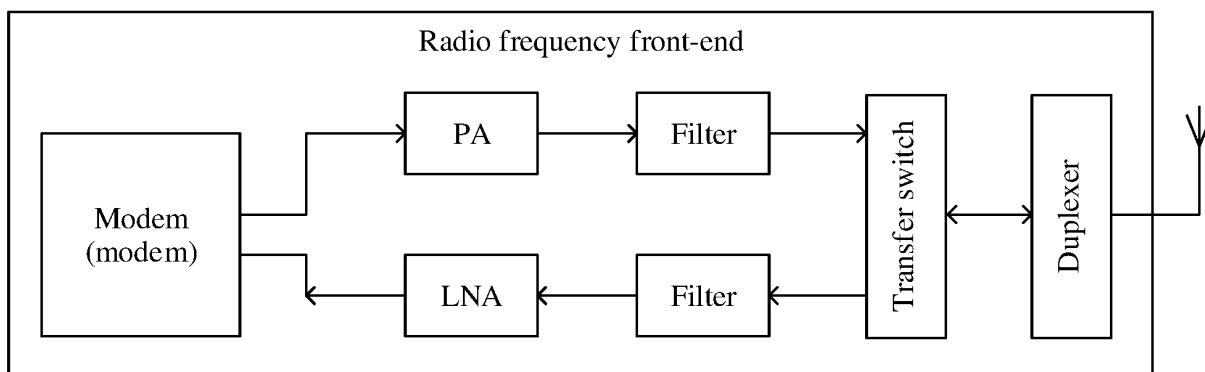 Radio frequency front-end
Modem
(modem)
PA
Filter
LNA
Filter
Transfer switch
Duplexer